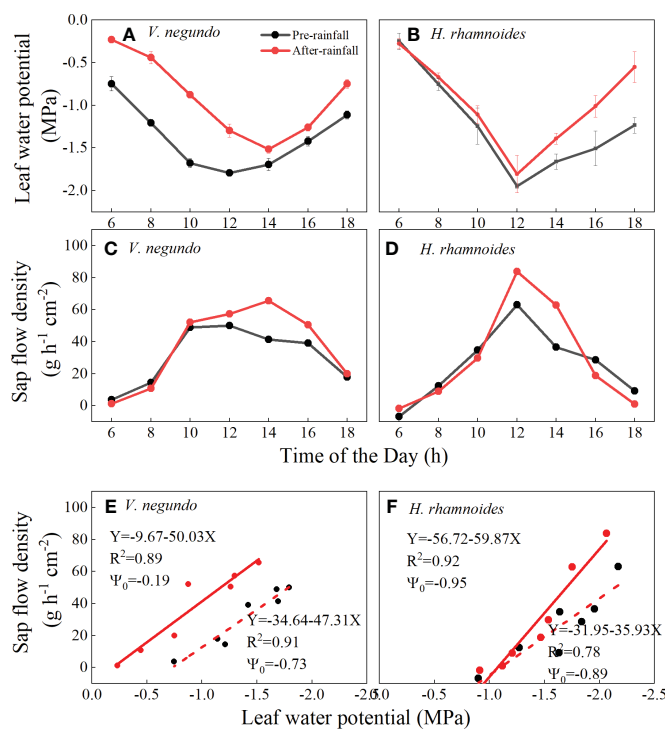 A V. negundo
Pre-rainfall
After-rainfall
B H. rhamnoides
Leaf water potential
(MPa)
0.0
-0.5
-1.0
-1.5
-2.0
6 8 10 12 14 16 18
6 8 10 12 14 16 18
C V. negundo
D H. rhamnoides
Sap flow density
(g h-1 cm-2)
100
80
60
40
20
0
6 8 10 12 14 16 18
6 8 10 12 14 16 18
Time of the Day (h)
E V. negundo
Y=-9.67-50.03X
R2=0.89
Ψ0=-0.19
Y=-34.64-47.31X
R2=0.91
Ψ0=-0.73
F H. rhamnoides
Y=-56.72-59.87X
R2=0.92
Ψ0=-0.95
Y=-31.95-35.93X
R2=0.78
Ψ0=-0.89
Sap flow density
(g h-1 cm-2)
100
80
60
40
20
0
0.0 -0.5 -1.0 -1.5 -2.0
-0.5 -1.0 -1.5 -2.0 -2.5
Leaf water potential (MPa)